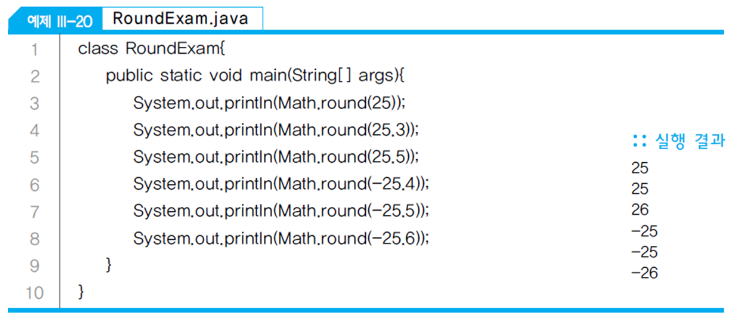 예제 III-20 RoundExam.java
1 class RoundExam{
2 public static void main(String[] args){
3 System.out.println(Math.round(25));
4 System.out.println(Math.round(25.3));
5 System.out.println(Math.round(25.5));
6 System.out.println(Math.round(-25.4));
7 System.out.println(Math.round(-25.5));
8 System.out.println(Math.round(-25.6));
9 }
10 }
:: 실행 결과
25
25
26
-25
-25
-26